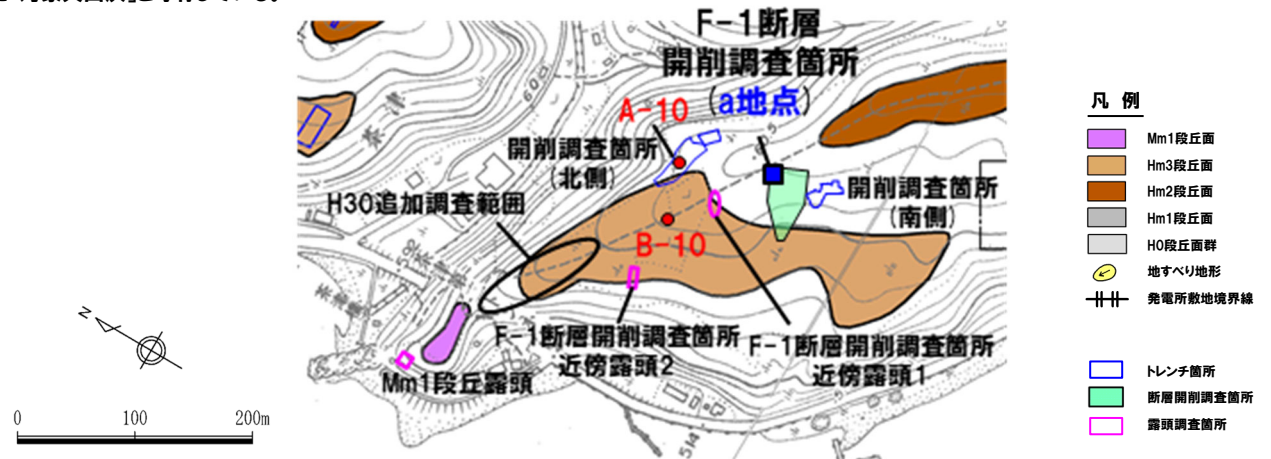 F-1断層
開削調査箇所
(a地点)
A-10
開削調査箇所
(北側)
H30追加調査範囲
開削調査箇所
(南側)
B-10
F-1断層開削調査箇所
近傍露頭2
F-1断層開削調査箇所
近傍露頭1
Mm1段丘露頭
60
50
514
N
0 100 200m
凡 例
Mm1段丘面
Hm3段丘面
Hm2段丘面
Hm1段丘面
H0段丘面群
地すべり地形
発電所敷地境界線
トレンチ箇所
断層開削調査箇所
露頭調査箇所